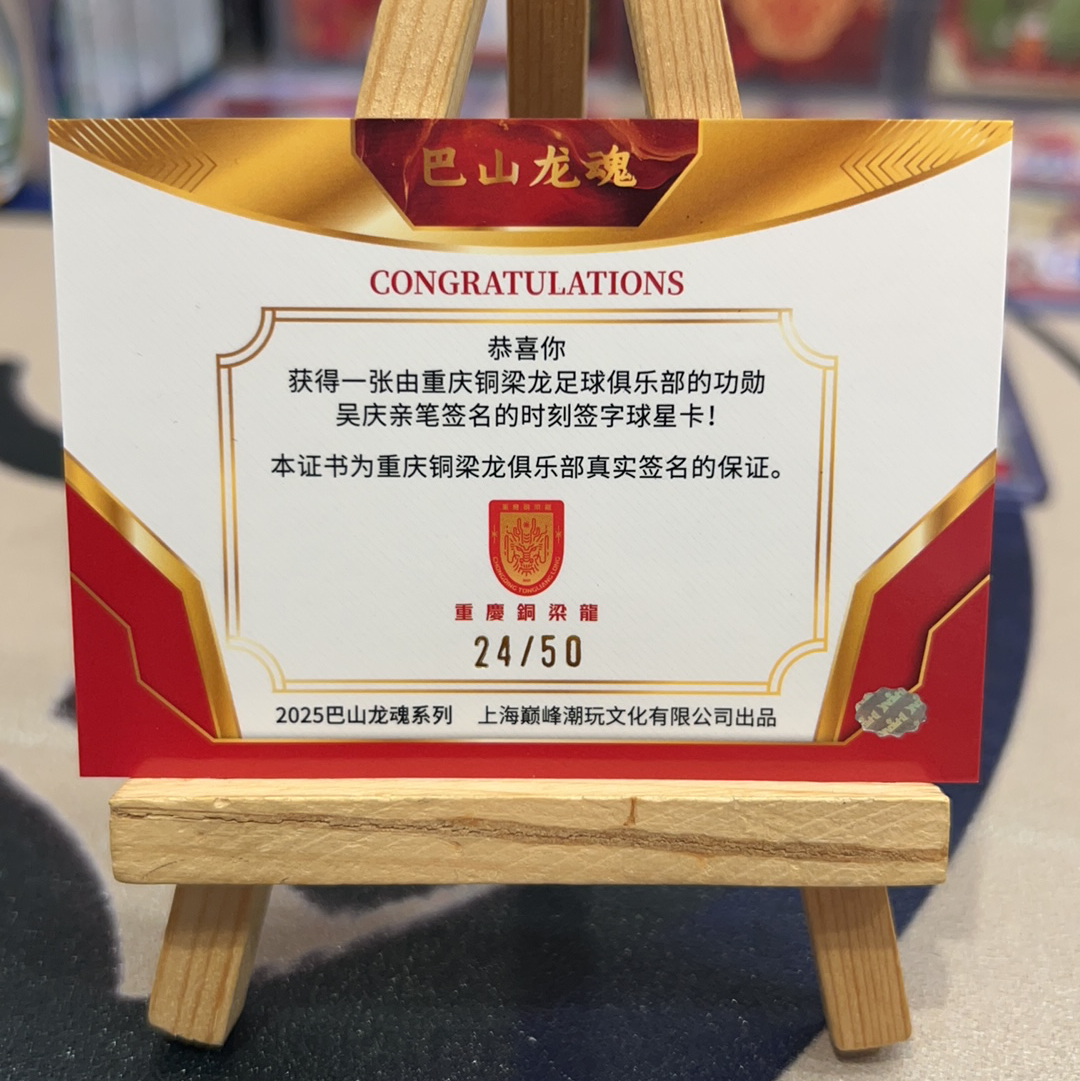 巴山龙魂
CONGRATULATIONS
恭喜你
获得一张由重庆铜梁龙足球俱乐部的功勋
吴庆亲笔签名的时刻签字球星卡！
本证书为重庆铜梁龙俱乐部真实签名的保证。
CHONGQING TONGLIANG LONG
重慶銅梁龍
24/50
2025巴山龙魂系列 上海巅峰潮玩文化有限公司出品